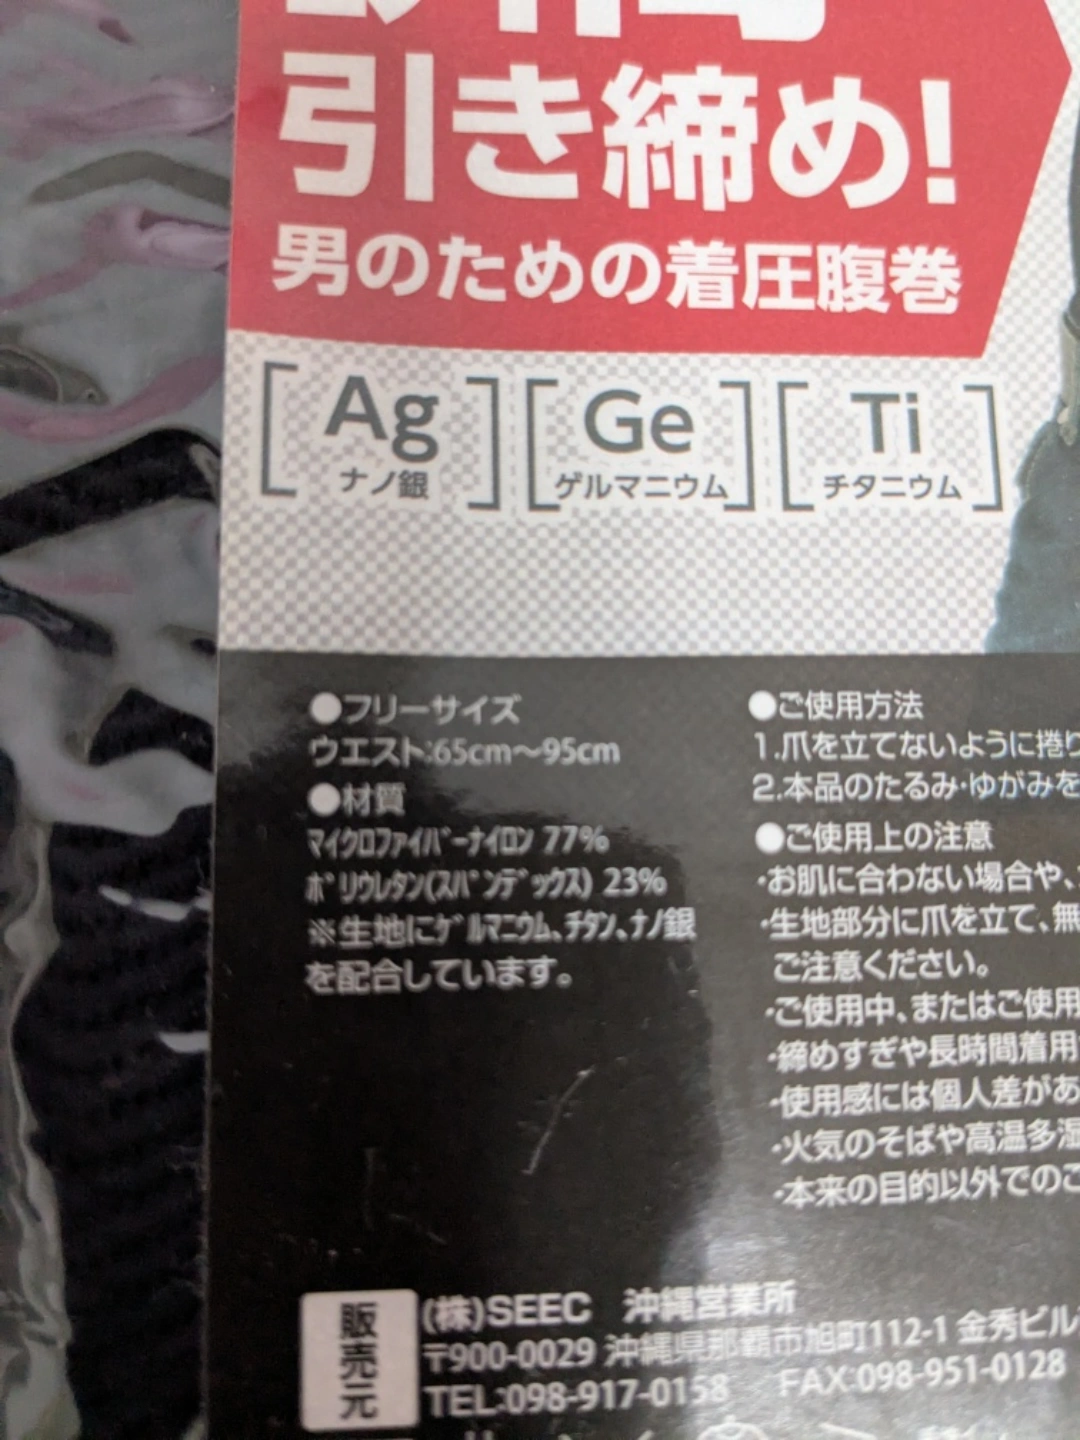 引き締め!
男のための着圧腹巻
Ag
ナノ銀
Ge
ゲルマニウム
Ti
チタニウム
●フリーサイズ
ウエスト:65cm～95cm
●材質
ﾏｲｸﾛﾌｧｲﾊﾞｰﾅｲﾛﾝ 77%
ﾎﾟﾘｳﾚﾀﾝ(ｽﾊﾟﾝﾃﾞｯｸｽ) 23%
※生地にｹﾞﾙﾏﾆｳﾑ、ﾁﾀﾝ、ﾅﾉ銀
を配合しています。
●ご使用方法
1.爪を立てないように捲り
2.本品のたるみ・ゆがみを
●ご使用上の注意
・お肌に合わない場合や、
・生地部分に爪を立て、無
ご注意ください。
・ご使用中、またはご使用
・締めすぎや長時間着用
・使用感には個人差があ
・火気のそばや高温多湿
・本来の目的以外でのご
販売元
(株)SEEC 沖縄営業所
〒900-0029 沖縄県那覇市旭町112-1 金秀ビル
TEL:098-917-0158 FAX:098-951-0128